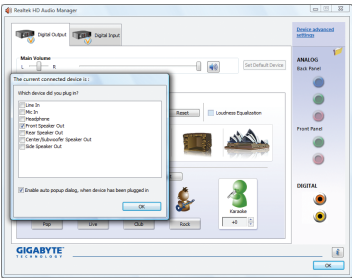 Realtek HD Audio Manager
Digital Output
Digital Input
Device advanced
settings
Main Volume
L
R
Set Default Device
ANALOG
Back Panel
The current connected device is :
Which device did you plug in?
Line In
Mic In
Headphone
Front Speaker Out
Rear Speaker Out
Center/Subwoofer Speaker Out
Side Speaker Out
Reset
Loudness Equalization
Front Panel
Enable auto popup dialog, when device has been plugged in
OK
DIGITAL
Karaoke
Pop
Live
Club
Rock
+0
GIGABYTE
TECHNOLOGY
OK